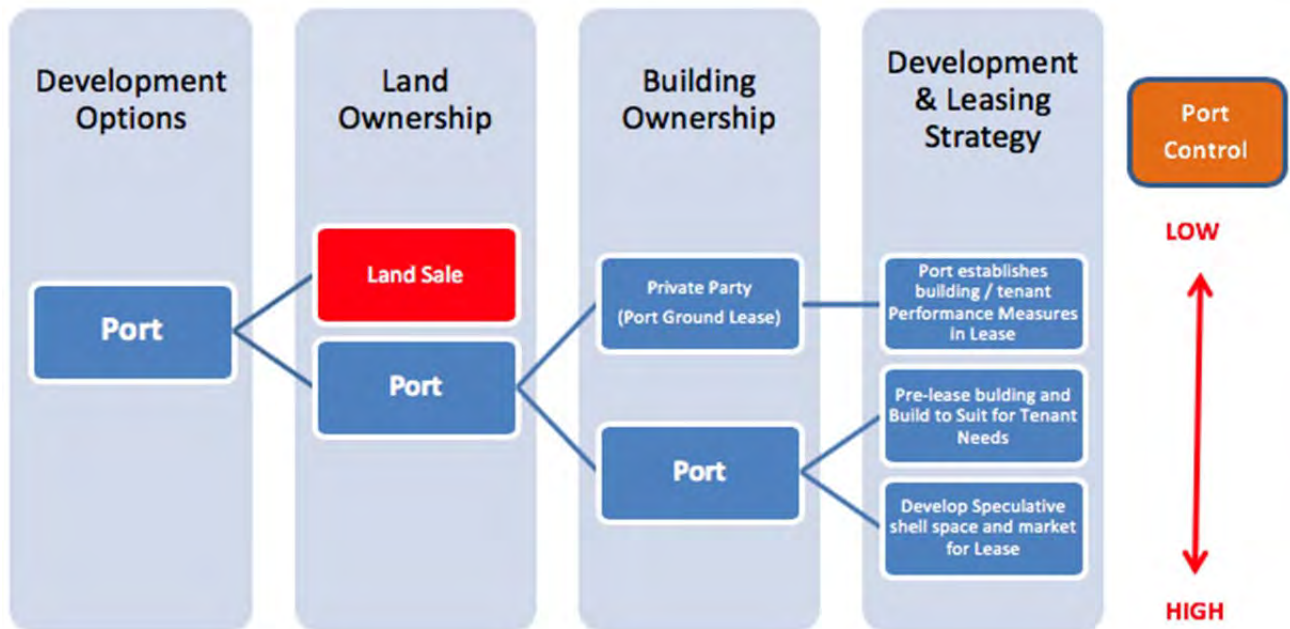 Development
Options
Land
Ownership
Building
Ownership
Development
& Leasing
Strategy
Port
Control
LOW
Land Sale
Port
Port
Private Party
(Port Ground Lease)
Port establishes
building / tenant
Performance Measures
in Lease
Pre-lease bulding and
Build to Suit for Tenant
Needs
Port
Develop Speculative
shell space and market
for Lease
HIGH